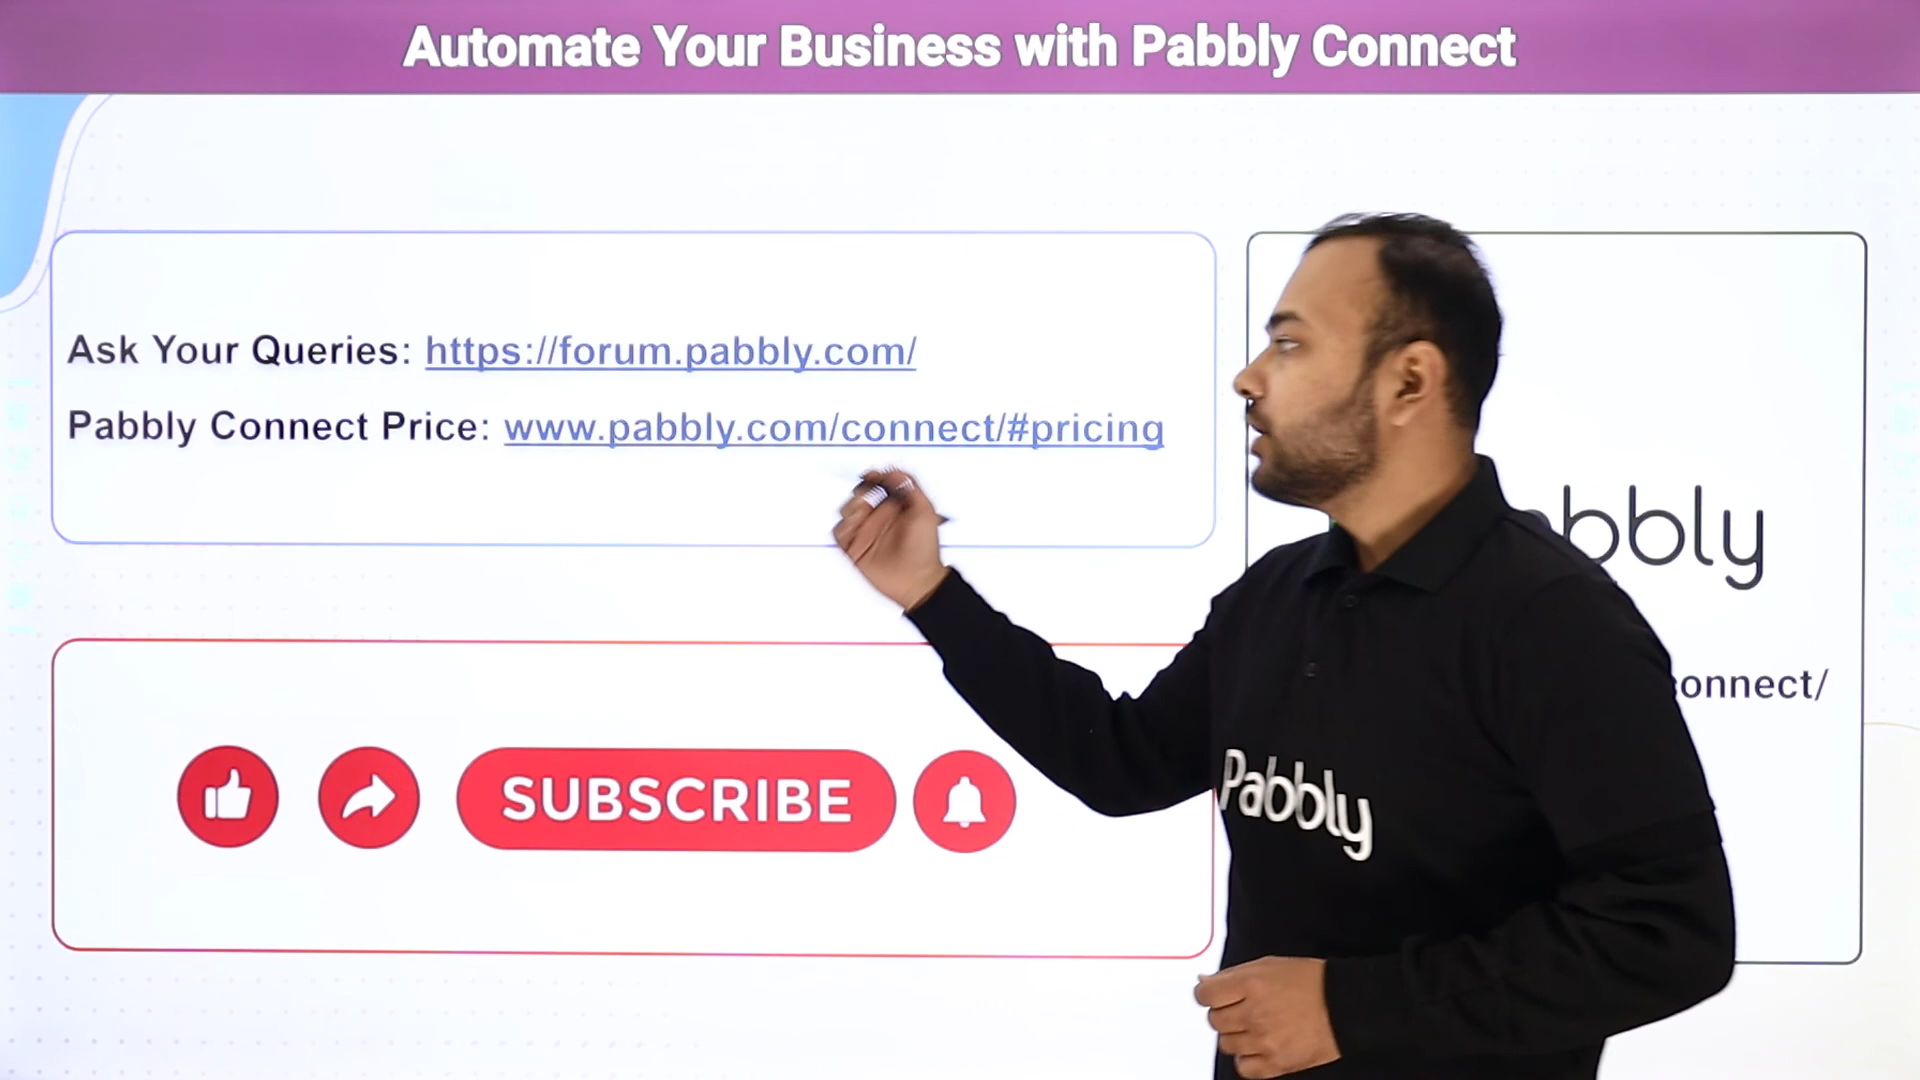 Automate Your Business with Pabbly Connect
Ask Your Queries: https://forum.pabbly.com/
Pabbly Connect Price: www.pabbly.com/connect/#pricing
SUBSCRIBE
bbly
onnect/
Pabbly